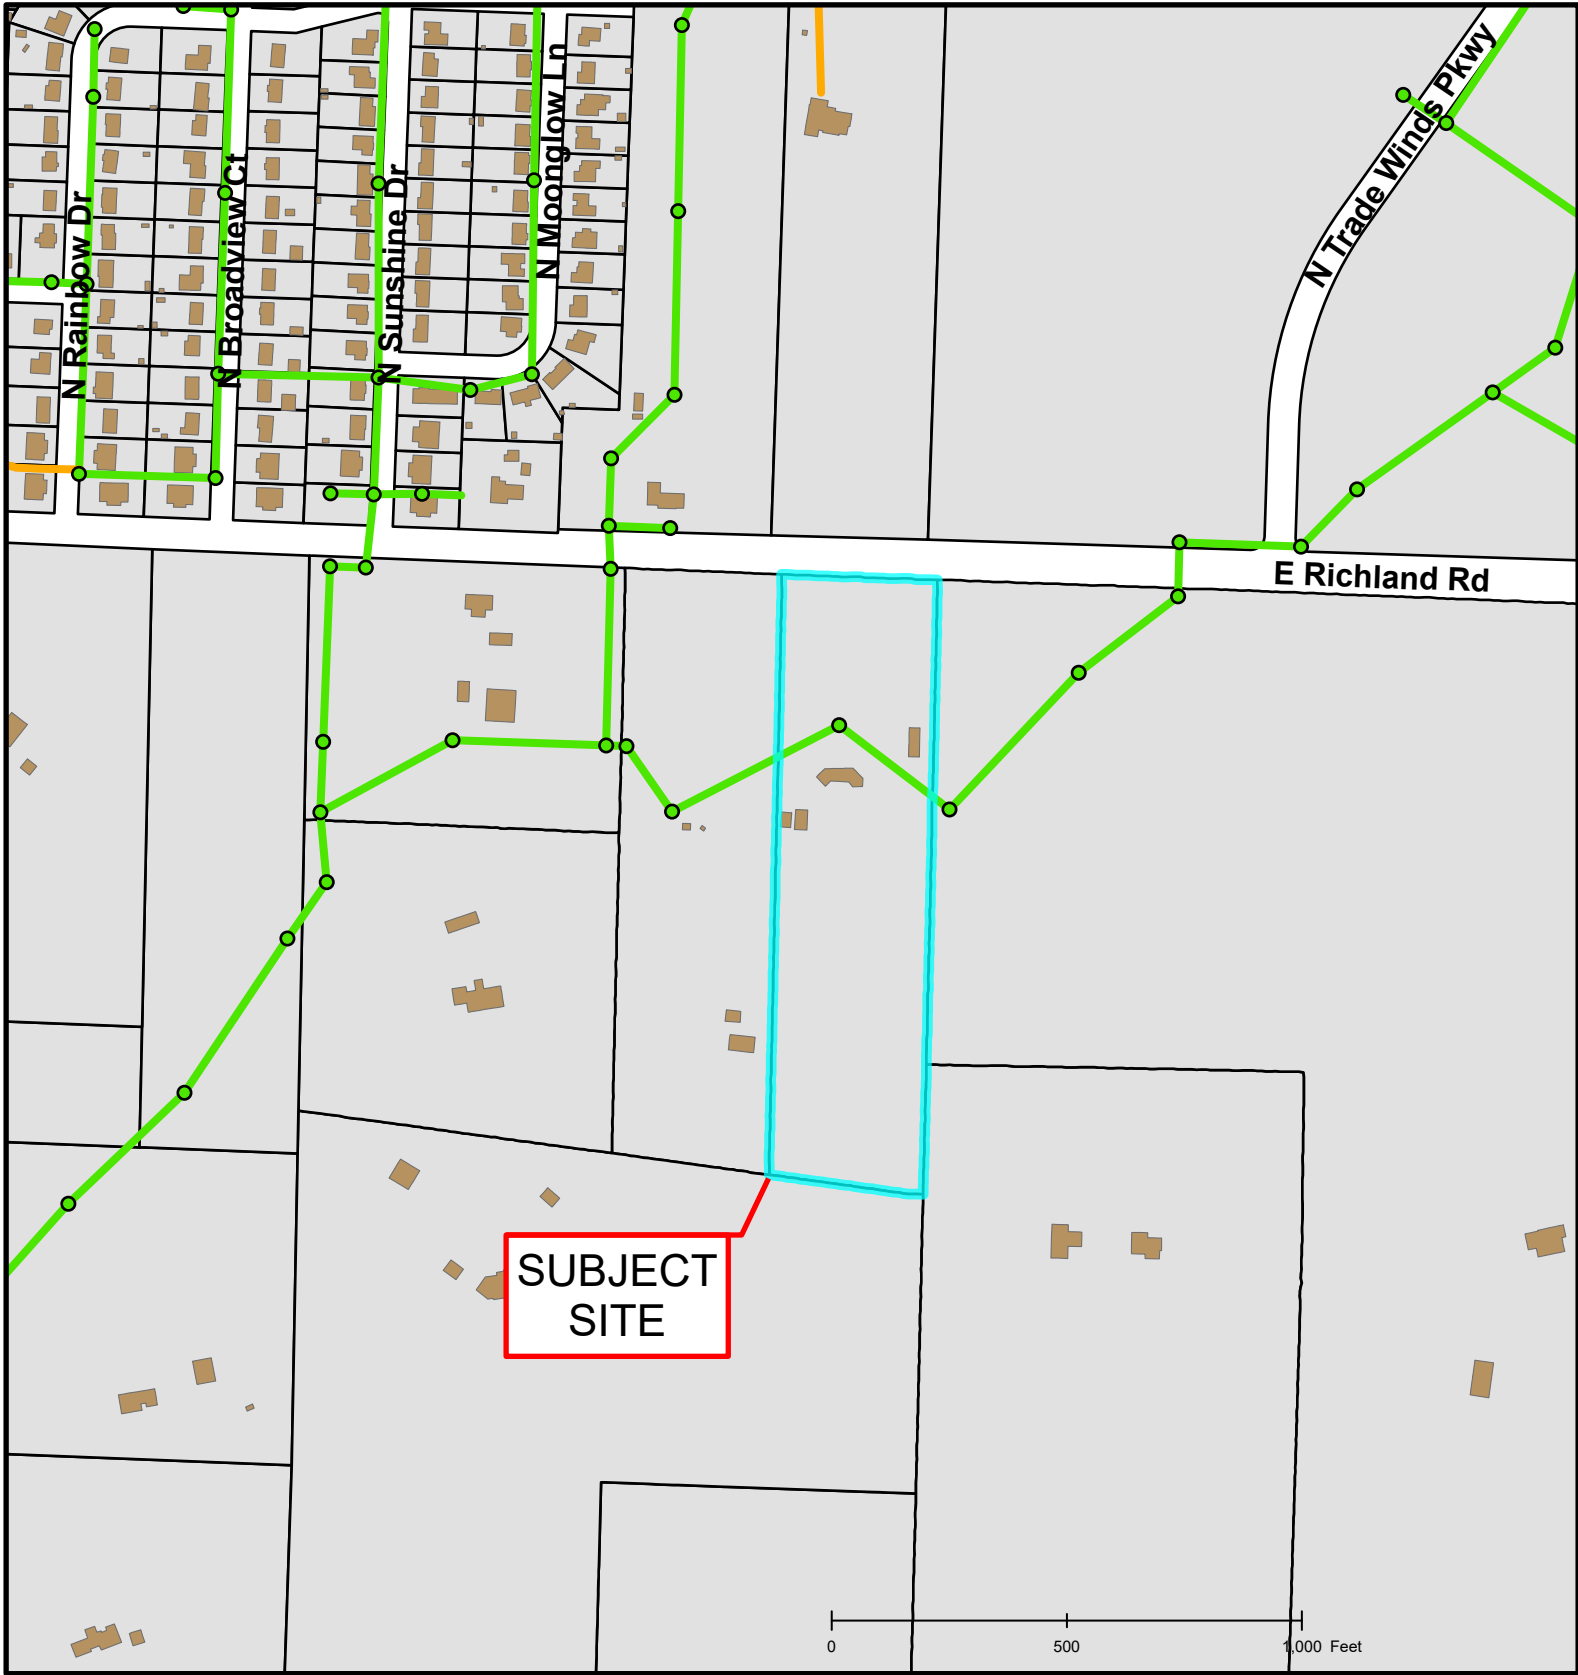 N Rainbow Dr
N Broadview Ct
N Sunshine Dr
N Moonglow Ln
N Trade Winds Pkwy
E Richland Rd
SUBJECT
SITE
0 500 1,000 Feet